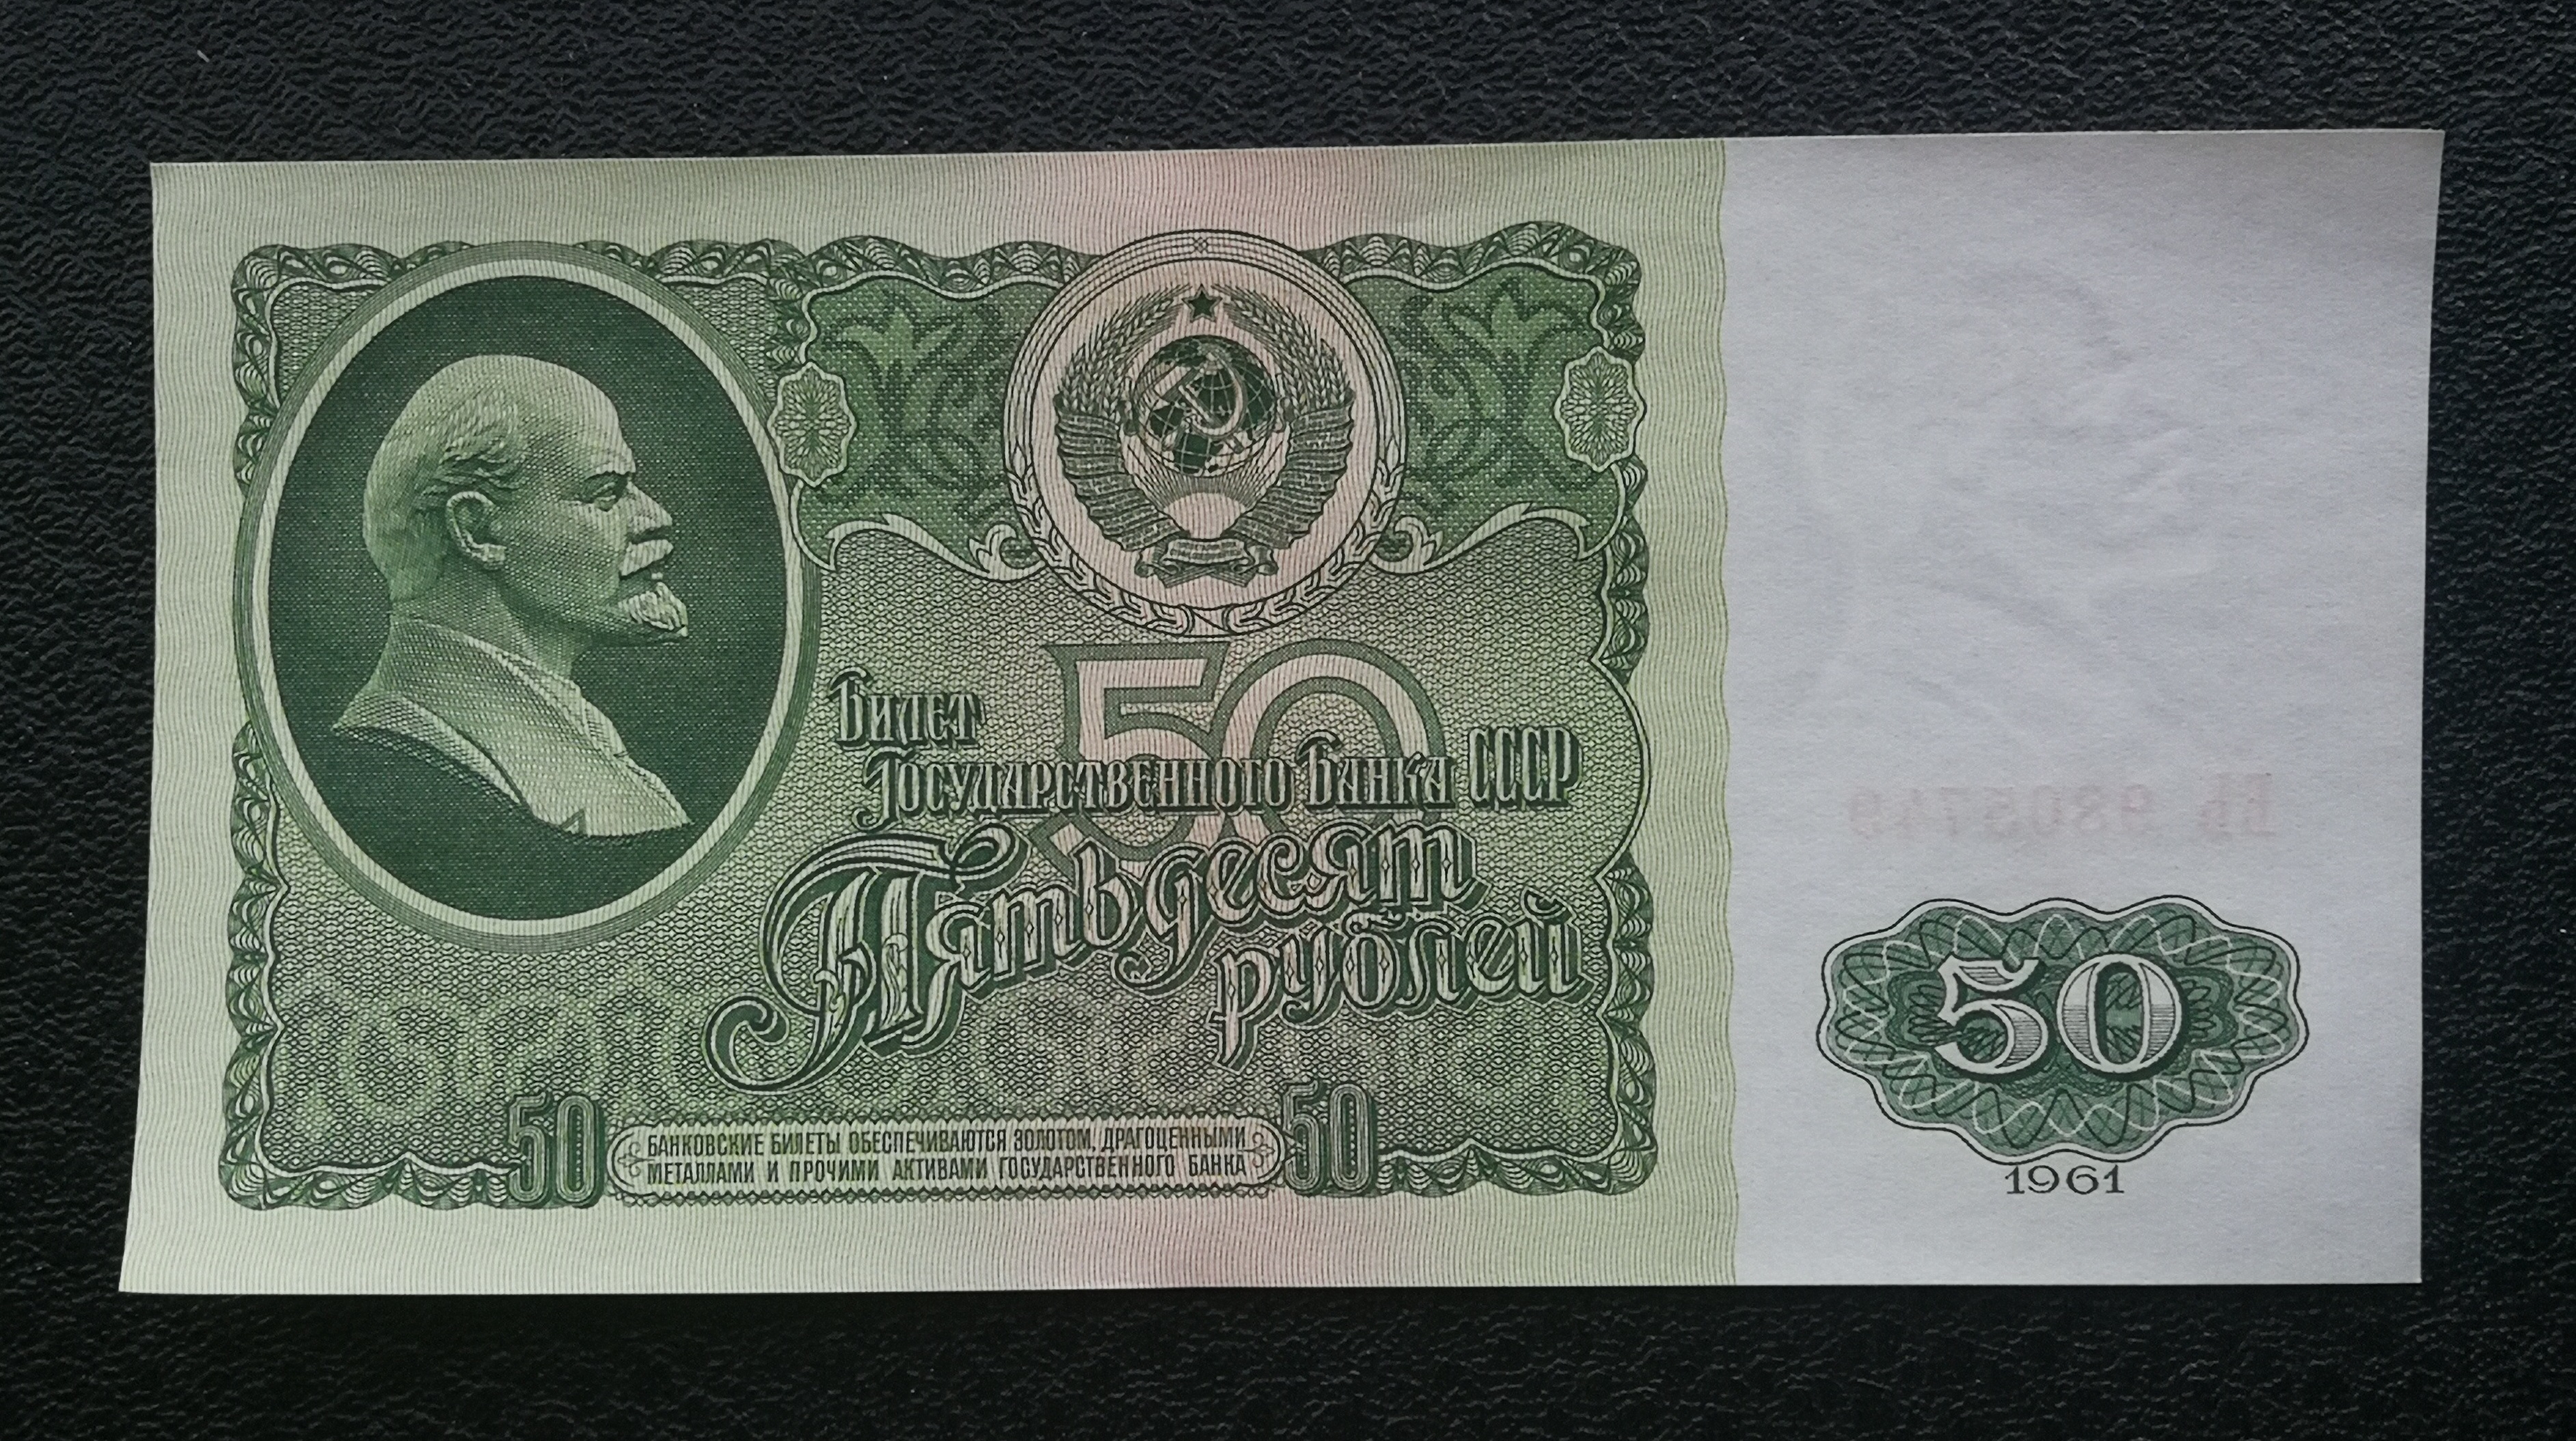 50
Билет
Государственного Банка СССР
Пятьдесят
рублей
50
БАНКОВСКИЕ БИЛЕТЫ ОБЕСПЕЧИВАЮТСЯ ЗОЛОТОМ, ДРАГОЦЕННЫМИ
МЕТАЛЛАМИ И ПРОЧИМИ АКТИВАМИ ГОСУДАРСТВЕННОГО БАНКА
50
50
1961